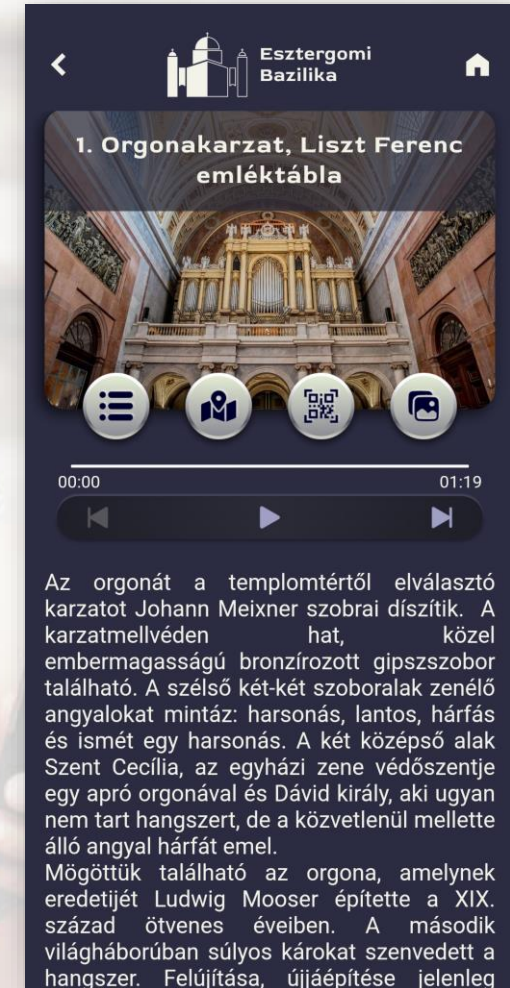 Esztergomi
Bazilika
1. Orgonakarzat, Liszt Ferenc
emléktábla
00:00
01:19
Az orgonát a templomtértől elválasztó
karzatot Johann Meixner szobrai díszítik. A
karzatmellvéden hat, közel
embermagasságú bronzírozott gipszszobor
található. A szélső két-két szoboralak zenélő
angyalokat mintáz: harsonás, lantos, hárfás
és ismét egy harsonás. A két középső alak
Szent Cecília, az egyházi zene védőszentje
egy apró orgonával és Dávid király, aki ugyan
nem tart hangszert, de a közvetlenül mellette
álló angyal hárfát emel.
Mögöttük található az orgona, amelynek
eredetijét Ludwig Mooser építette a XIX.
század ötvenes éveiben. A második
világháborúban súlyos károkat szenvedett a
hangszer. Felújítása, újjáépítése jelenleg